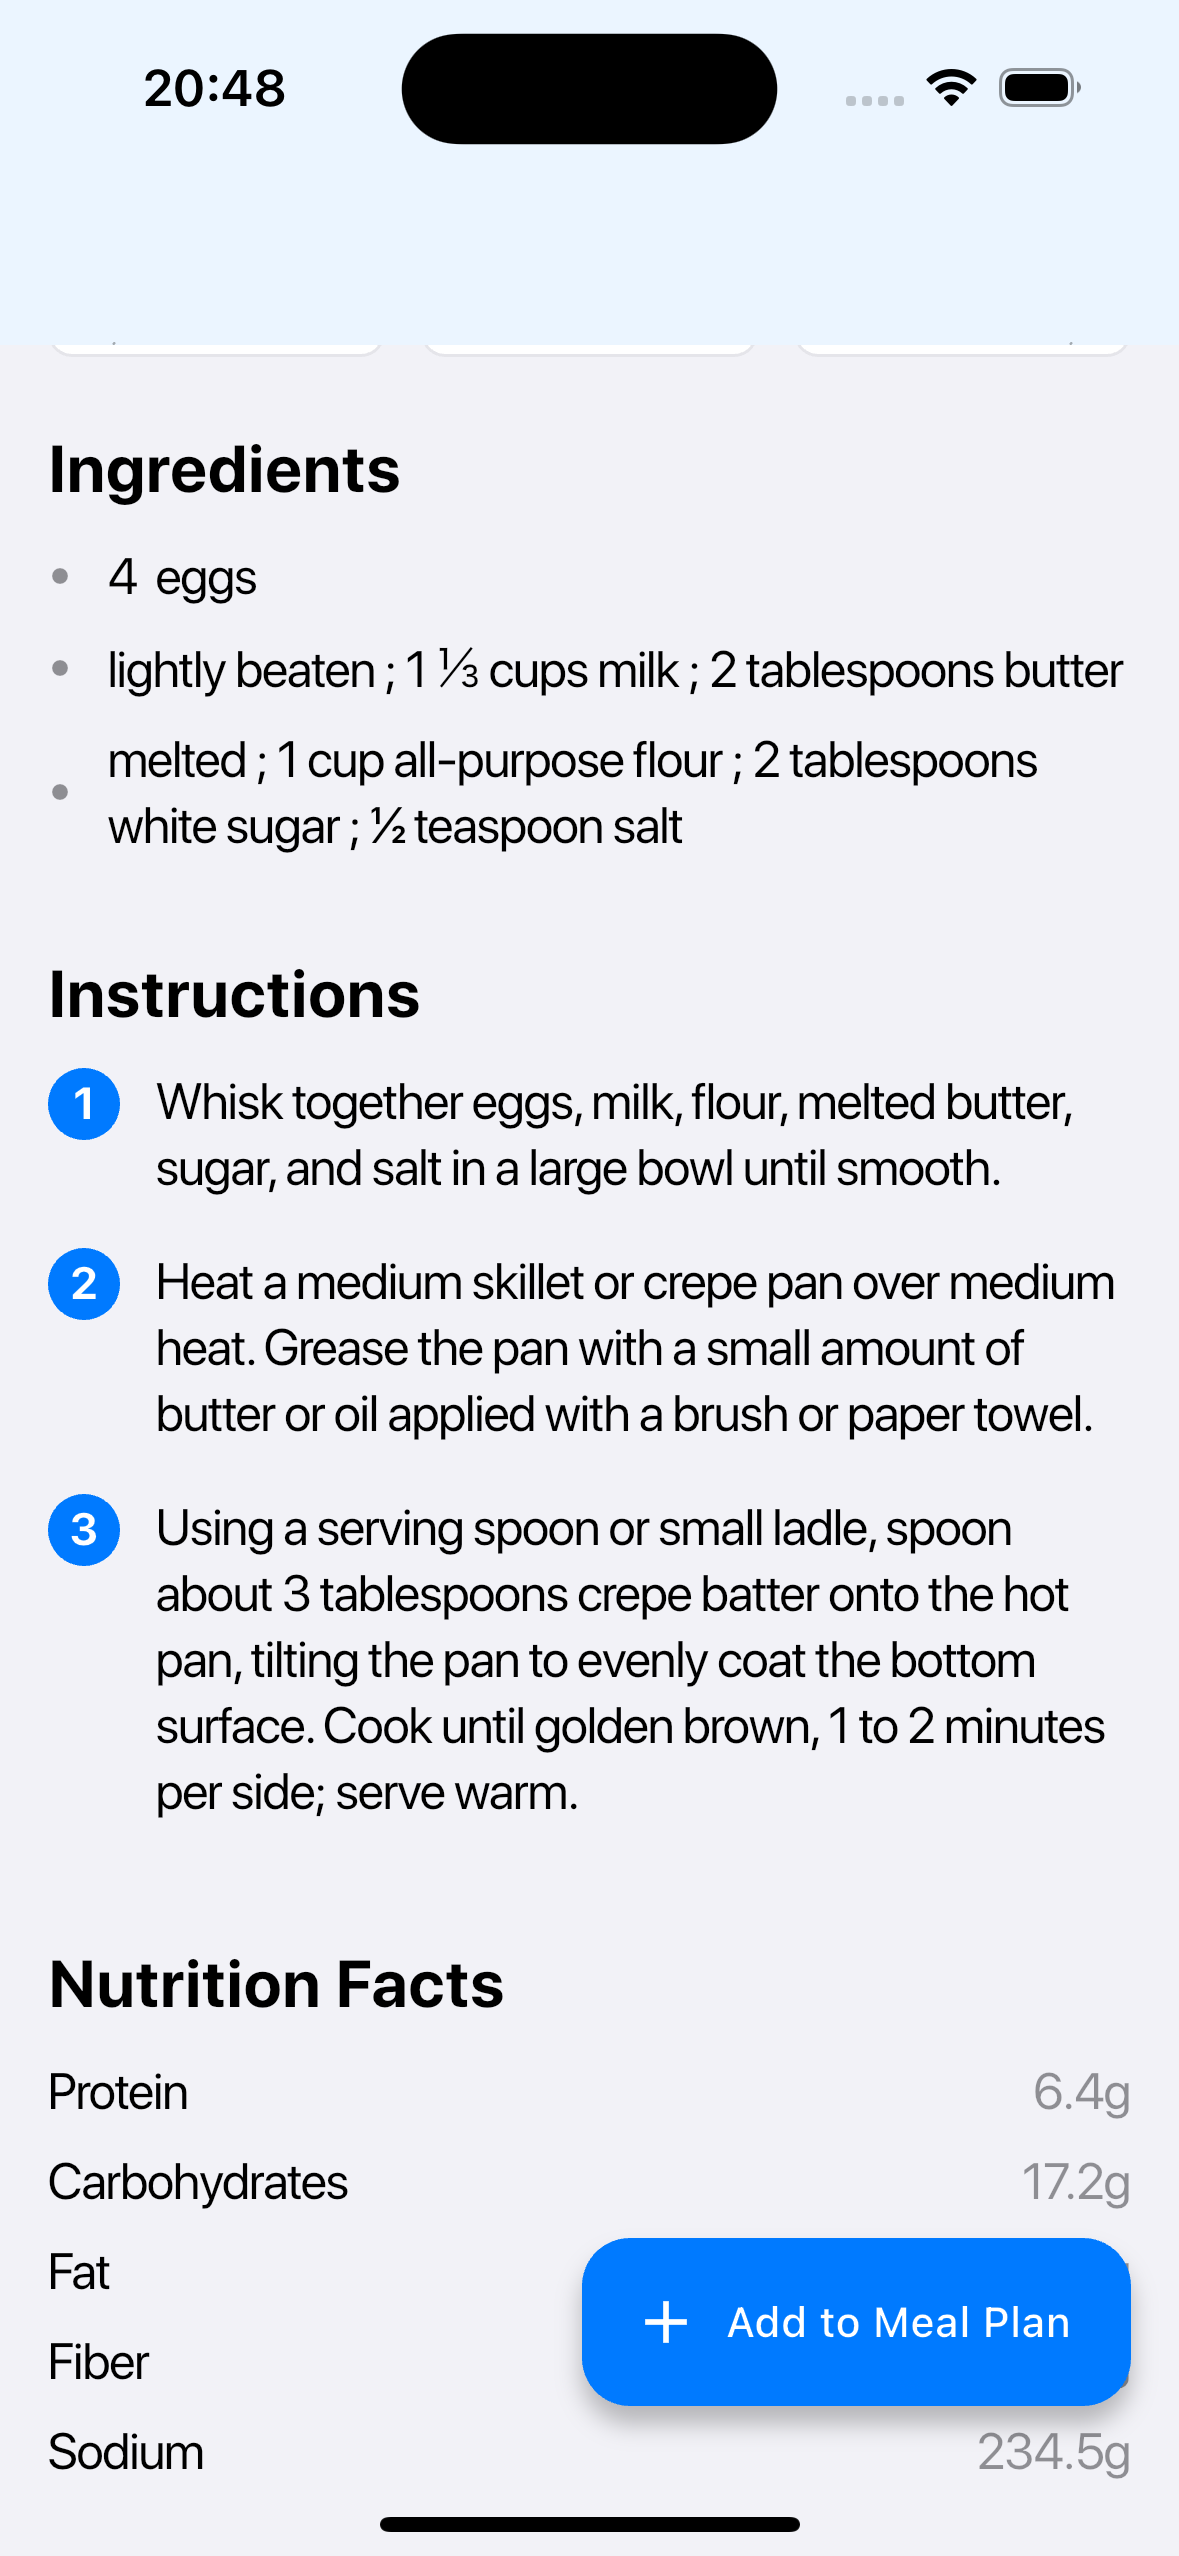 20:48
Ingredients
4 eggs
lightly beaten ; 1 ⅓ cups milk ; 2 tablespoons butter
melted ; 1 cup all-purpose flour ; 2 tablespoons
white sugar ; ½ teaspoon salt
Instructions
1 Whisk together eggs, milk, flour, melted butter,
sugar, and salt in a large bowl until smooth.
2 Heat a medium skillet or crepe pan over medium
heat. Grease the pan with a small amount of
butter or oil applied with a brush or paper towel.
3 Using a serving spoon or small ladle, spoon
about 3 tablespoons crepe batter onto the hot
pan, tilting the pan to evenly coat the bottom
surface. Cook until golden brown, 1 to 2 minutes
per side; serve warm.
Nutrition Facts
Protein 6.4g
Carbohydrates 17.2g
Fat
Add to Meal Plan
Fiber
Sodium 234.5g